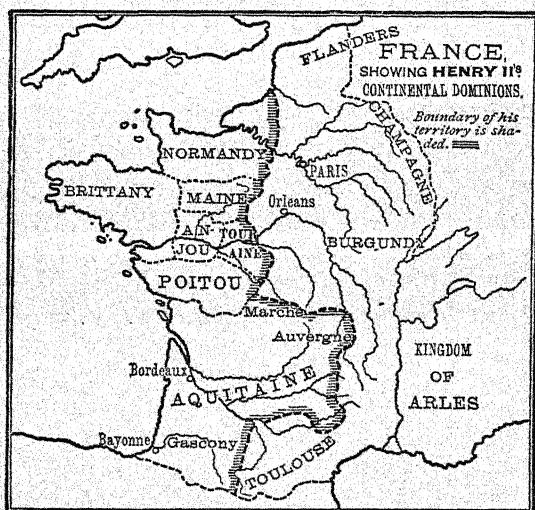 FLANDERS
FRANCE,
SHOWING HENRY II's
CONTINENTAL DOMINIONS.
Boundary of his
territory is sha-
ded.
CHAMPAGNE
NORMANDY
PARIS
BRITTANY
MAINE
Orleans
AN
JOU
TOUR
AINE
BURGUNDY
POITOU
Marche
Auvergne
KINGDOM
OF
ARLES
Bordeaux
AQUITAINE
Bayonne
Gascony
TOULOUSE